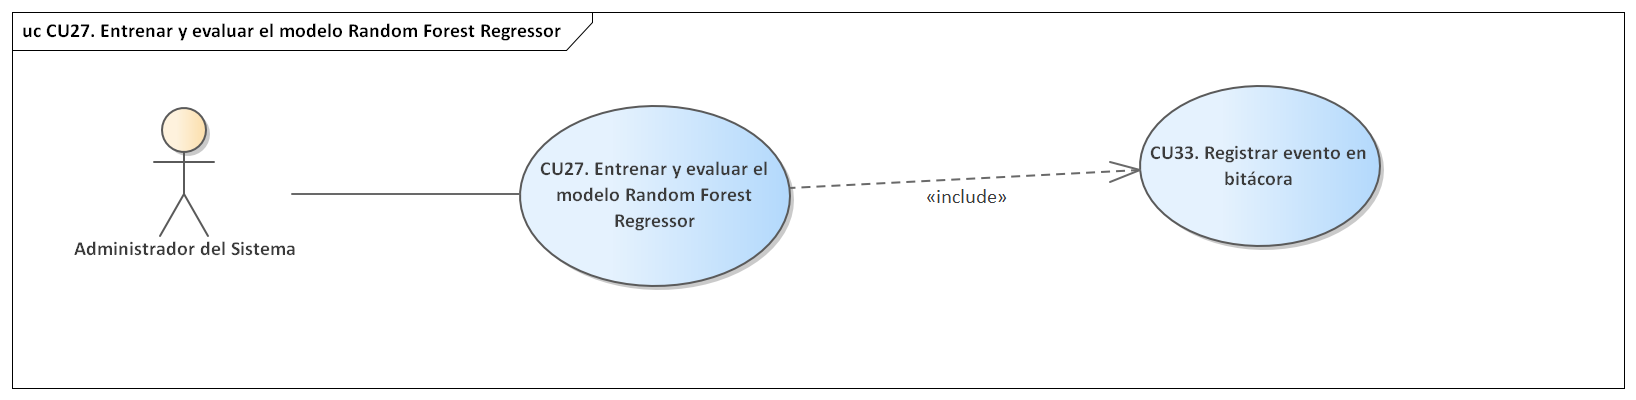 uc CU27. Entrenar y evaluar el modelo Random Forest Regressor
CU27. Entrenar y evaluar el
modelo Random Forest
Regressor
CU33. Registrar evento en
bitácora
«include»
Administrador del Sistema